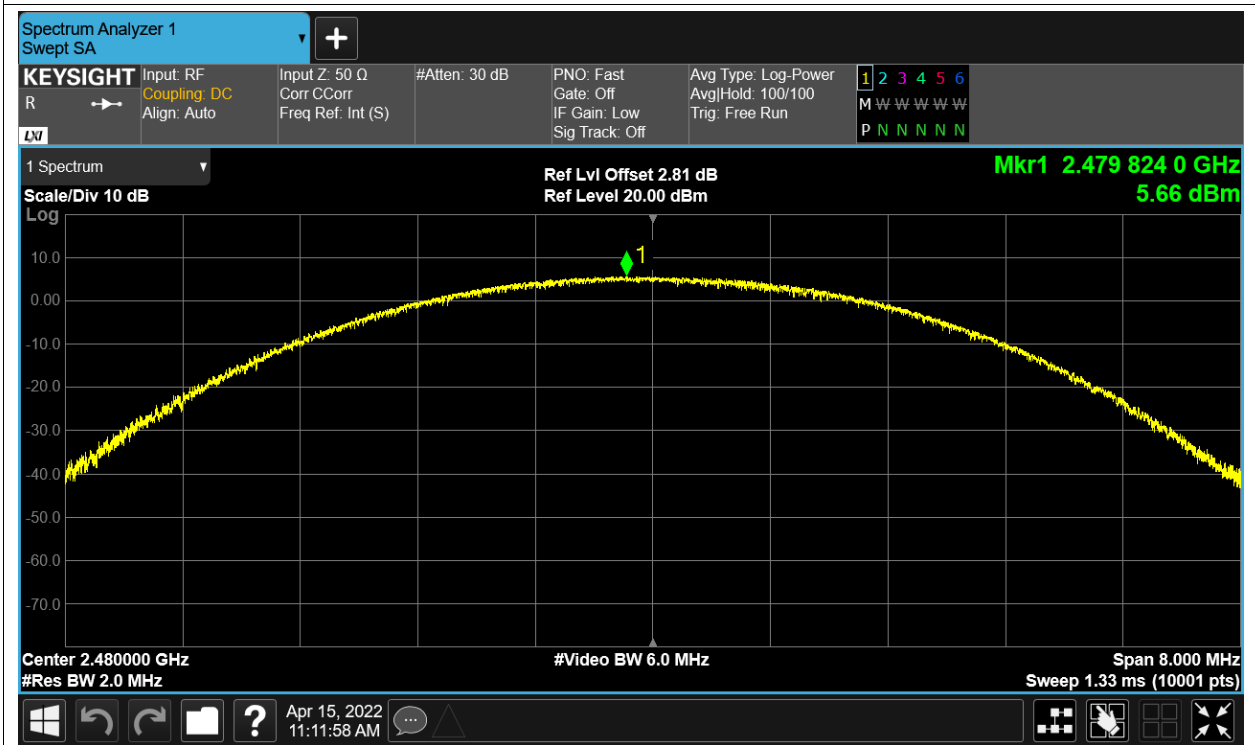 Spectrum Analyzer 1
Swept SA
+
KEYSIGHT
R
LXI
Input: RF
Coupling: DC
Align: Auto
Input Z: 50 Ω
Corr CCorr
Freq Ref: Int (S)
#Atten: 30 dB
PNO: Fast
Gate: Off
IF Gain: Low
Sig Track: Off
Avg Type: Log-Power
Avg|Hold: 100/100
Trig: Free Run
1 2 3 4 5 6
M W W W W W W
P N N N N N N
1 Spectrum
Scale/Div 10 dB
Log
Ref Lvl Offset 2.81 dB
Ref Level 20.00 dBm
Mkr1 2.479 824 0 GHz
5.66 dBm
1
10.0
0.00
-10.0
-20.0
-30.0
-40.0
-50.0
-60.0
-70.0
Center 2.480000 GHz
#Res BW 2.0 MHz
#Video BW 6.0 MHz
Span 8.000 MHz
Sweep 1.33 ms (10001 pts)
?
Apr 15, 2022
11:11:58 AM